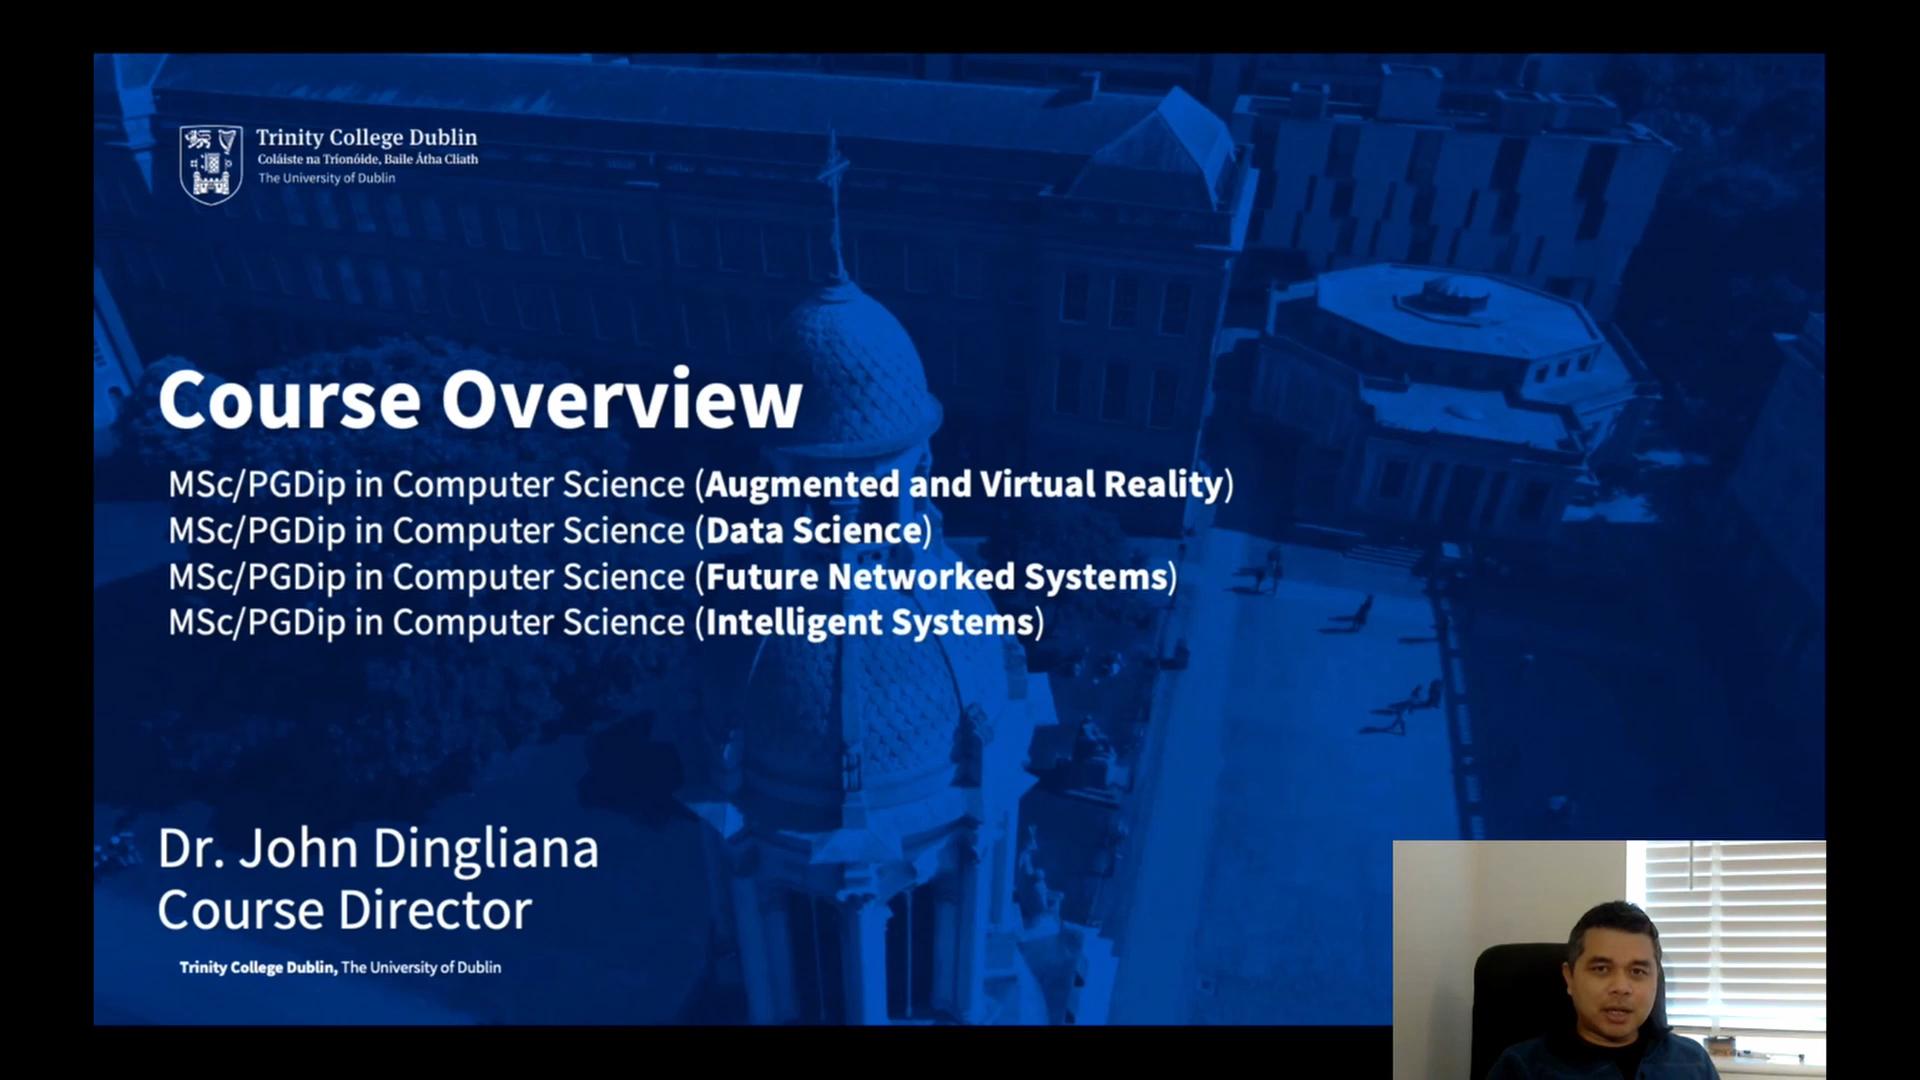 Trinity College Dublin
Coláiste na Tríonóide, Baile Átha Cliath
The University of Dublin
Course Overview
MSc/PGDip in Computer Science (Augmented and Virtual Reality)
MSc/PGDip in Computer Science (Data Science)
MSc/PGDip in Computer Science (Future Networked Systems)
MSc/PGDip in Computer Science (Intelligent Systems)
Dr. John Dingliana
Course Director
Trinity College Dublin, The University of Dublin